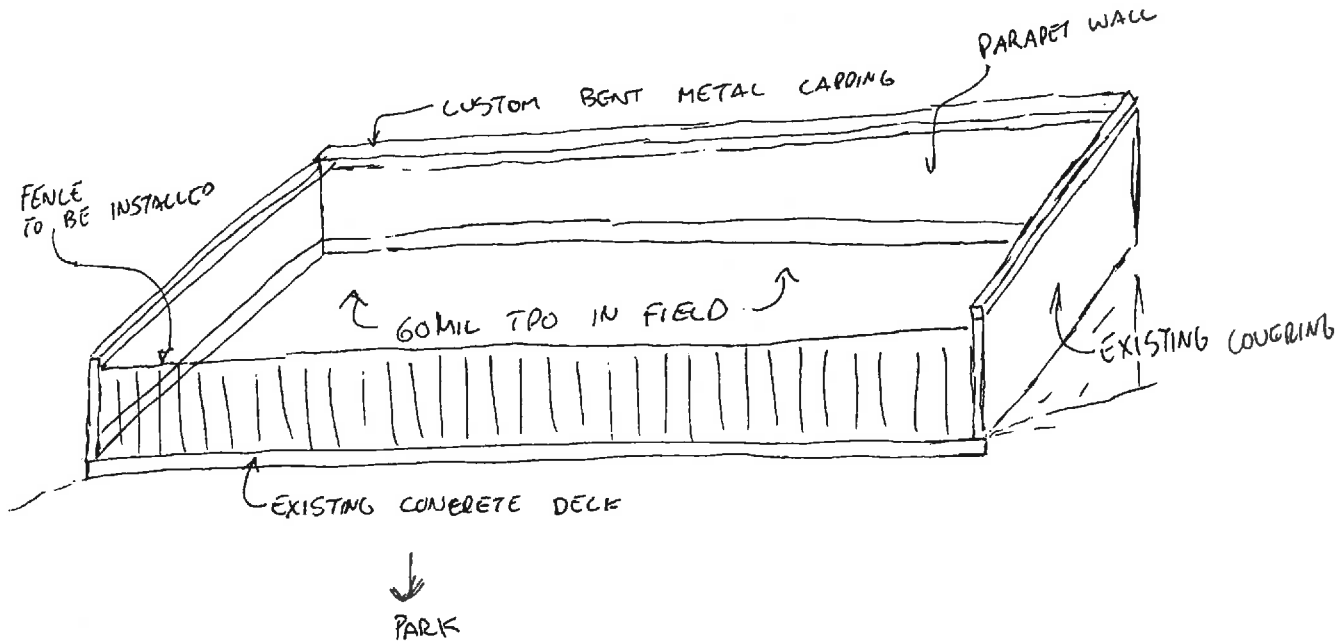 PARAPET WALL
CUSTOM BENT METAL CAPPING
FENCE
TO BE INSTALLED
60MIL TPO IN FIELD
EXISTING COVERING
EXISTING CONCRETE DECK
PARK